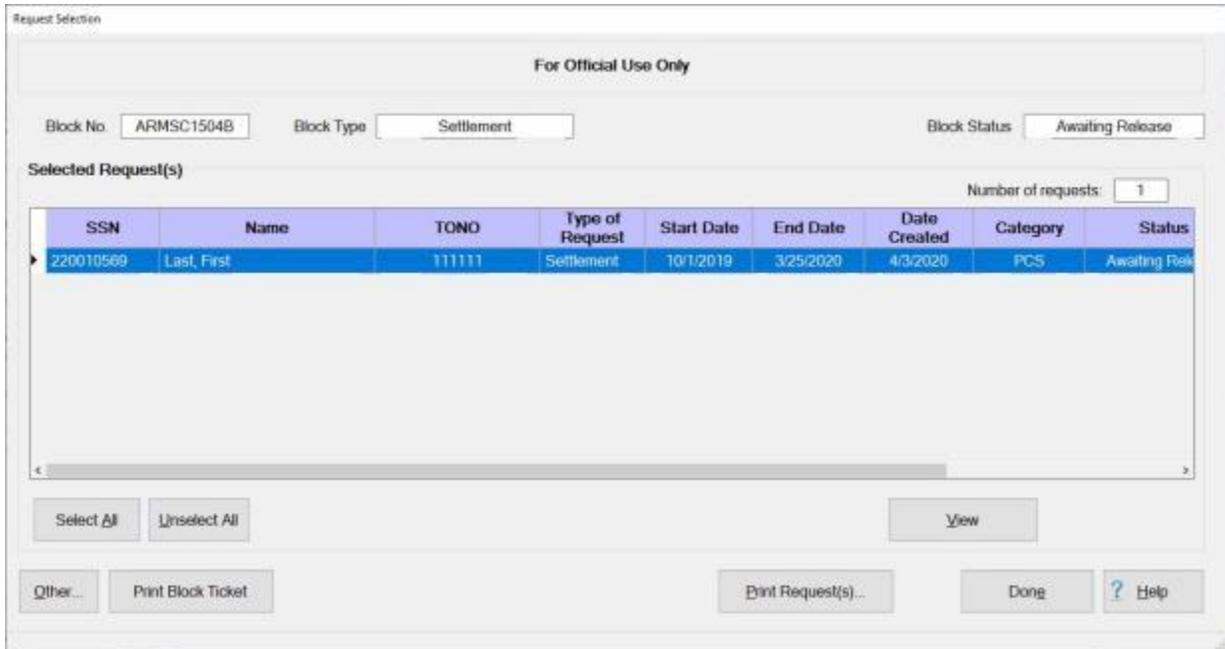 Request Selection
For Official Use Only
Block No. ARMSC1504B Block Type Settlement Block Status Awaiting Release
Selected Request(s)
Number of requests: 1
SSN Name TONO Type of Request Start Date End Date Date Created Category Status
220010569 Last, First 111111 Settlement 10/1/2019 3/25/2020 4/3/2020 PCS Awaiting Rele
Select All Unselect All View
Other... Print Block Ticket Print Request(s)... Done ? Help